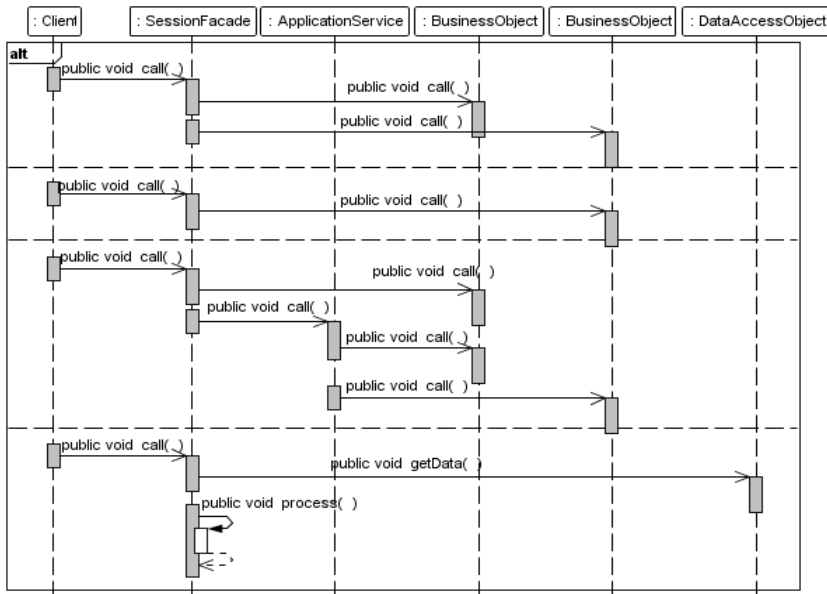 : Client
: SessionFacade
: ApplicationService
: BusinessObject
: BusinessObject
: DataAccessObject
alt
public void call( )
public void call( )
public void call( )
public void call( )
public void call( )
public void call( )
public void call( )
public void call( )
public void call( )
public void call( )
public void call( )
public void getData( )
public void process( )